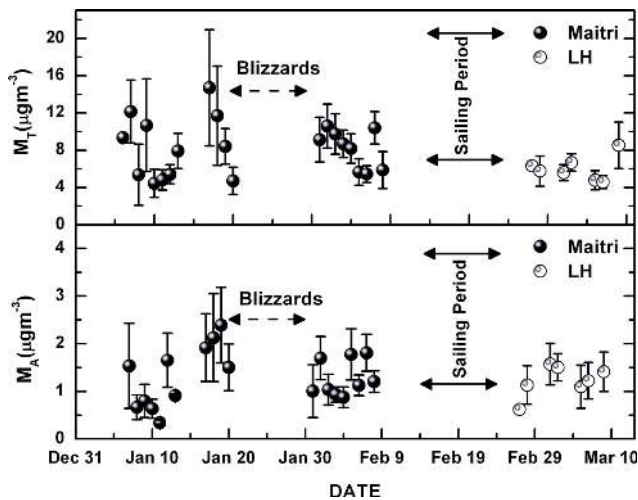 20
16
12
8
4
0
M_T(μgm⁻³)
Blizzards
Sailing Period
Maitri
LH
4
3
2
1
0
M_A(μgm⁻³)
Blizzards
Sailing Period
Maitri
LH
Dec 31 Jan 10 Jan 20 Jan 30 Feb 9 Feb 19 Feb 29 Mar 10
DATE